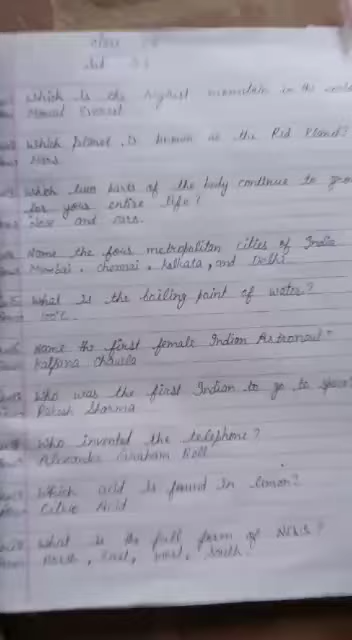 Class
Which is the highest mountain in the world
Mount Everest
Which Planet is known as the Red Planet?
Mars
Which two parts of the body continue to grow
for your entire life?
Nose and ears.
Name the four metropolitan cities of India
Mumbai, Chennai, Kolkata, and Delhi
What is the boiling point of water?
100°C
Name the first female Indian Astronaut?
Kalpana Chawla
Who was the first Indian to go to space?
Rakesh Sharma
Who invented the telephone?
Alexander Graham Bell
Which acid is found in lemon?
Citric Acid
What is the full form of NEWS?
North, East, West, South